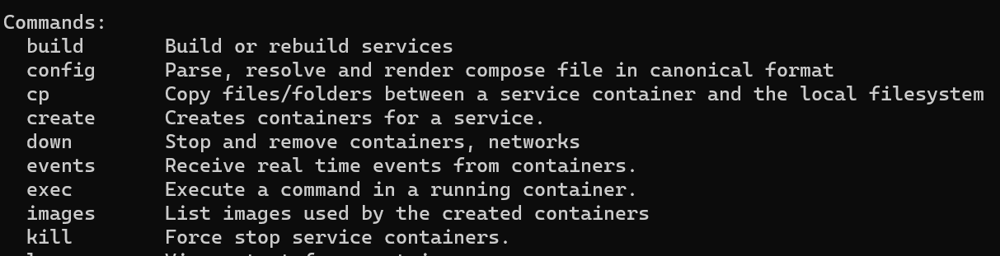 Commands:
  build       Build or rebuild services
  config      Parse, resolve and render compose file in canonical format
  cp          Copy files/folders between a service container and the local filesystem
  create      Creates containers for a service.
  down        Stop and remove containers, networks
  events      Receive real time events from containers.
  exec        Execute a command in a running container.
  images      List images used by the created containers
  kill        Force stop service containers.